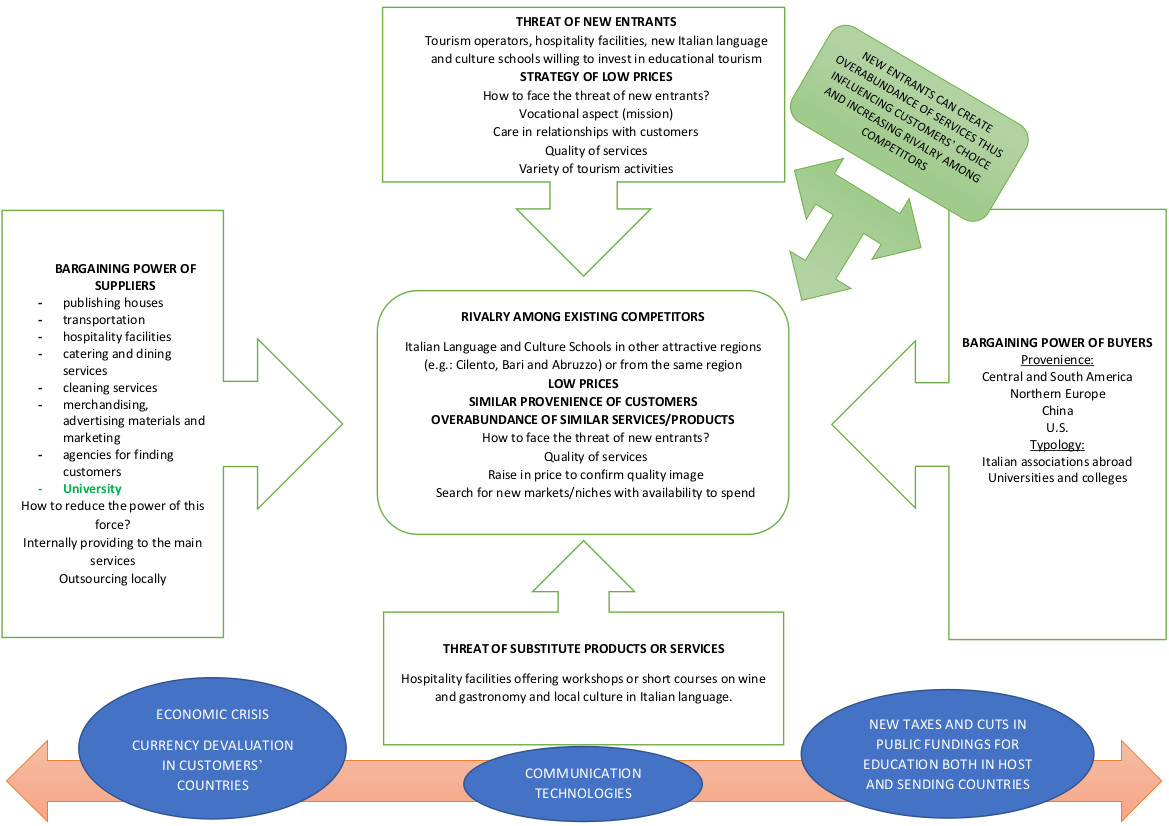 THREAT OF NEW ENTRANTS
Tourism operators, hospitality facilities, new Italian language
and culture schools willing to invest in educational tourism
STRATEGY OF LOW PRICES
How to face the threat of new entrants?
Vocational aspect (mission)
Care in relationships with customers
Quality of services
Variety of tourism activities
NEW ENTRANTS CAN CREATE
OVERABUNDANCE OF SERVICES THUS
INFLUENCING CUSTOMERS' CHOICE
AND INCREASING RIVALRY AMONG
COMPETITORS
BARGAINING POWER OF
SUPPLIERS
- publishing houses
- transportation
- hospitality facilities
- catering and dining
services
- cleaning services
- merchandising,
advertising materials and
marketing
- agencies for finding
customers
- University
How to reduce the power of this
force?
Internally providing to the main
services
Outsourcing locally
RIVALRY AMONG EXISTING COMPETITORS
Italian Language and Culture Schools in other attractive regions
(e.g.: Cilento, Bari and Abruzzo) or from the same region
LOW PRICES
SIMILAR PROVENIENCE OF CUSTOMERS
OVERABUNDANCE OF SIMILAR SERVICES/PRODUCTS
How to face the threat of new entrants?
Quality of services
Raise in price to confirm quality image
Search for new markets/niches with availability to spend
BARGAINING POWER OF BUYERS
Provenience:
Central and South America
Northern Europe
China
U.S.
Typology:
Italian associations abroad
Universities and colleges
THREAT OF SUBSTITUTE PRODUCTS OR SERVICES
Hospitality facilities offering workshops or short courses on wine
and gastronomy and local culture in Italian language.
ECONOMIC CRISIS
CURRENCY DEVALUATION
IN CUSTOMERS'
COUNTRIES
COMMUNICATION
TECHNOLOGIES
NEW TAXES AND CUTS IN
PUBLIC FUNDINGS FOR
EDUCATION BOTH IN HOST
AND SENDING COUNTRIES